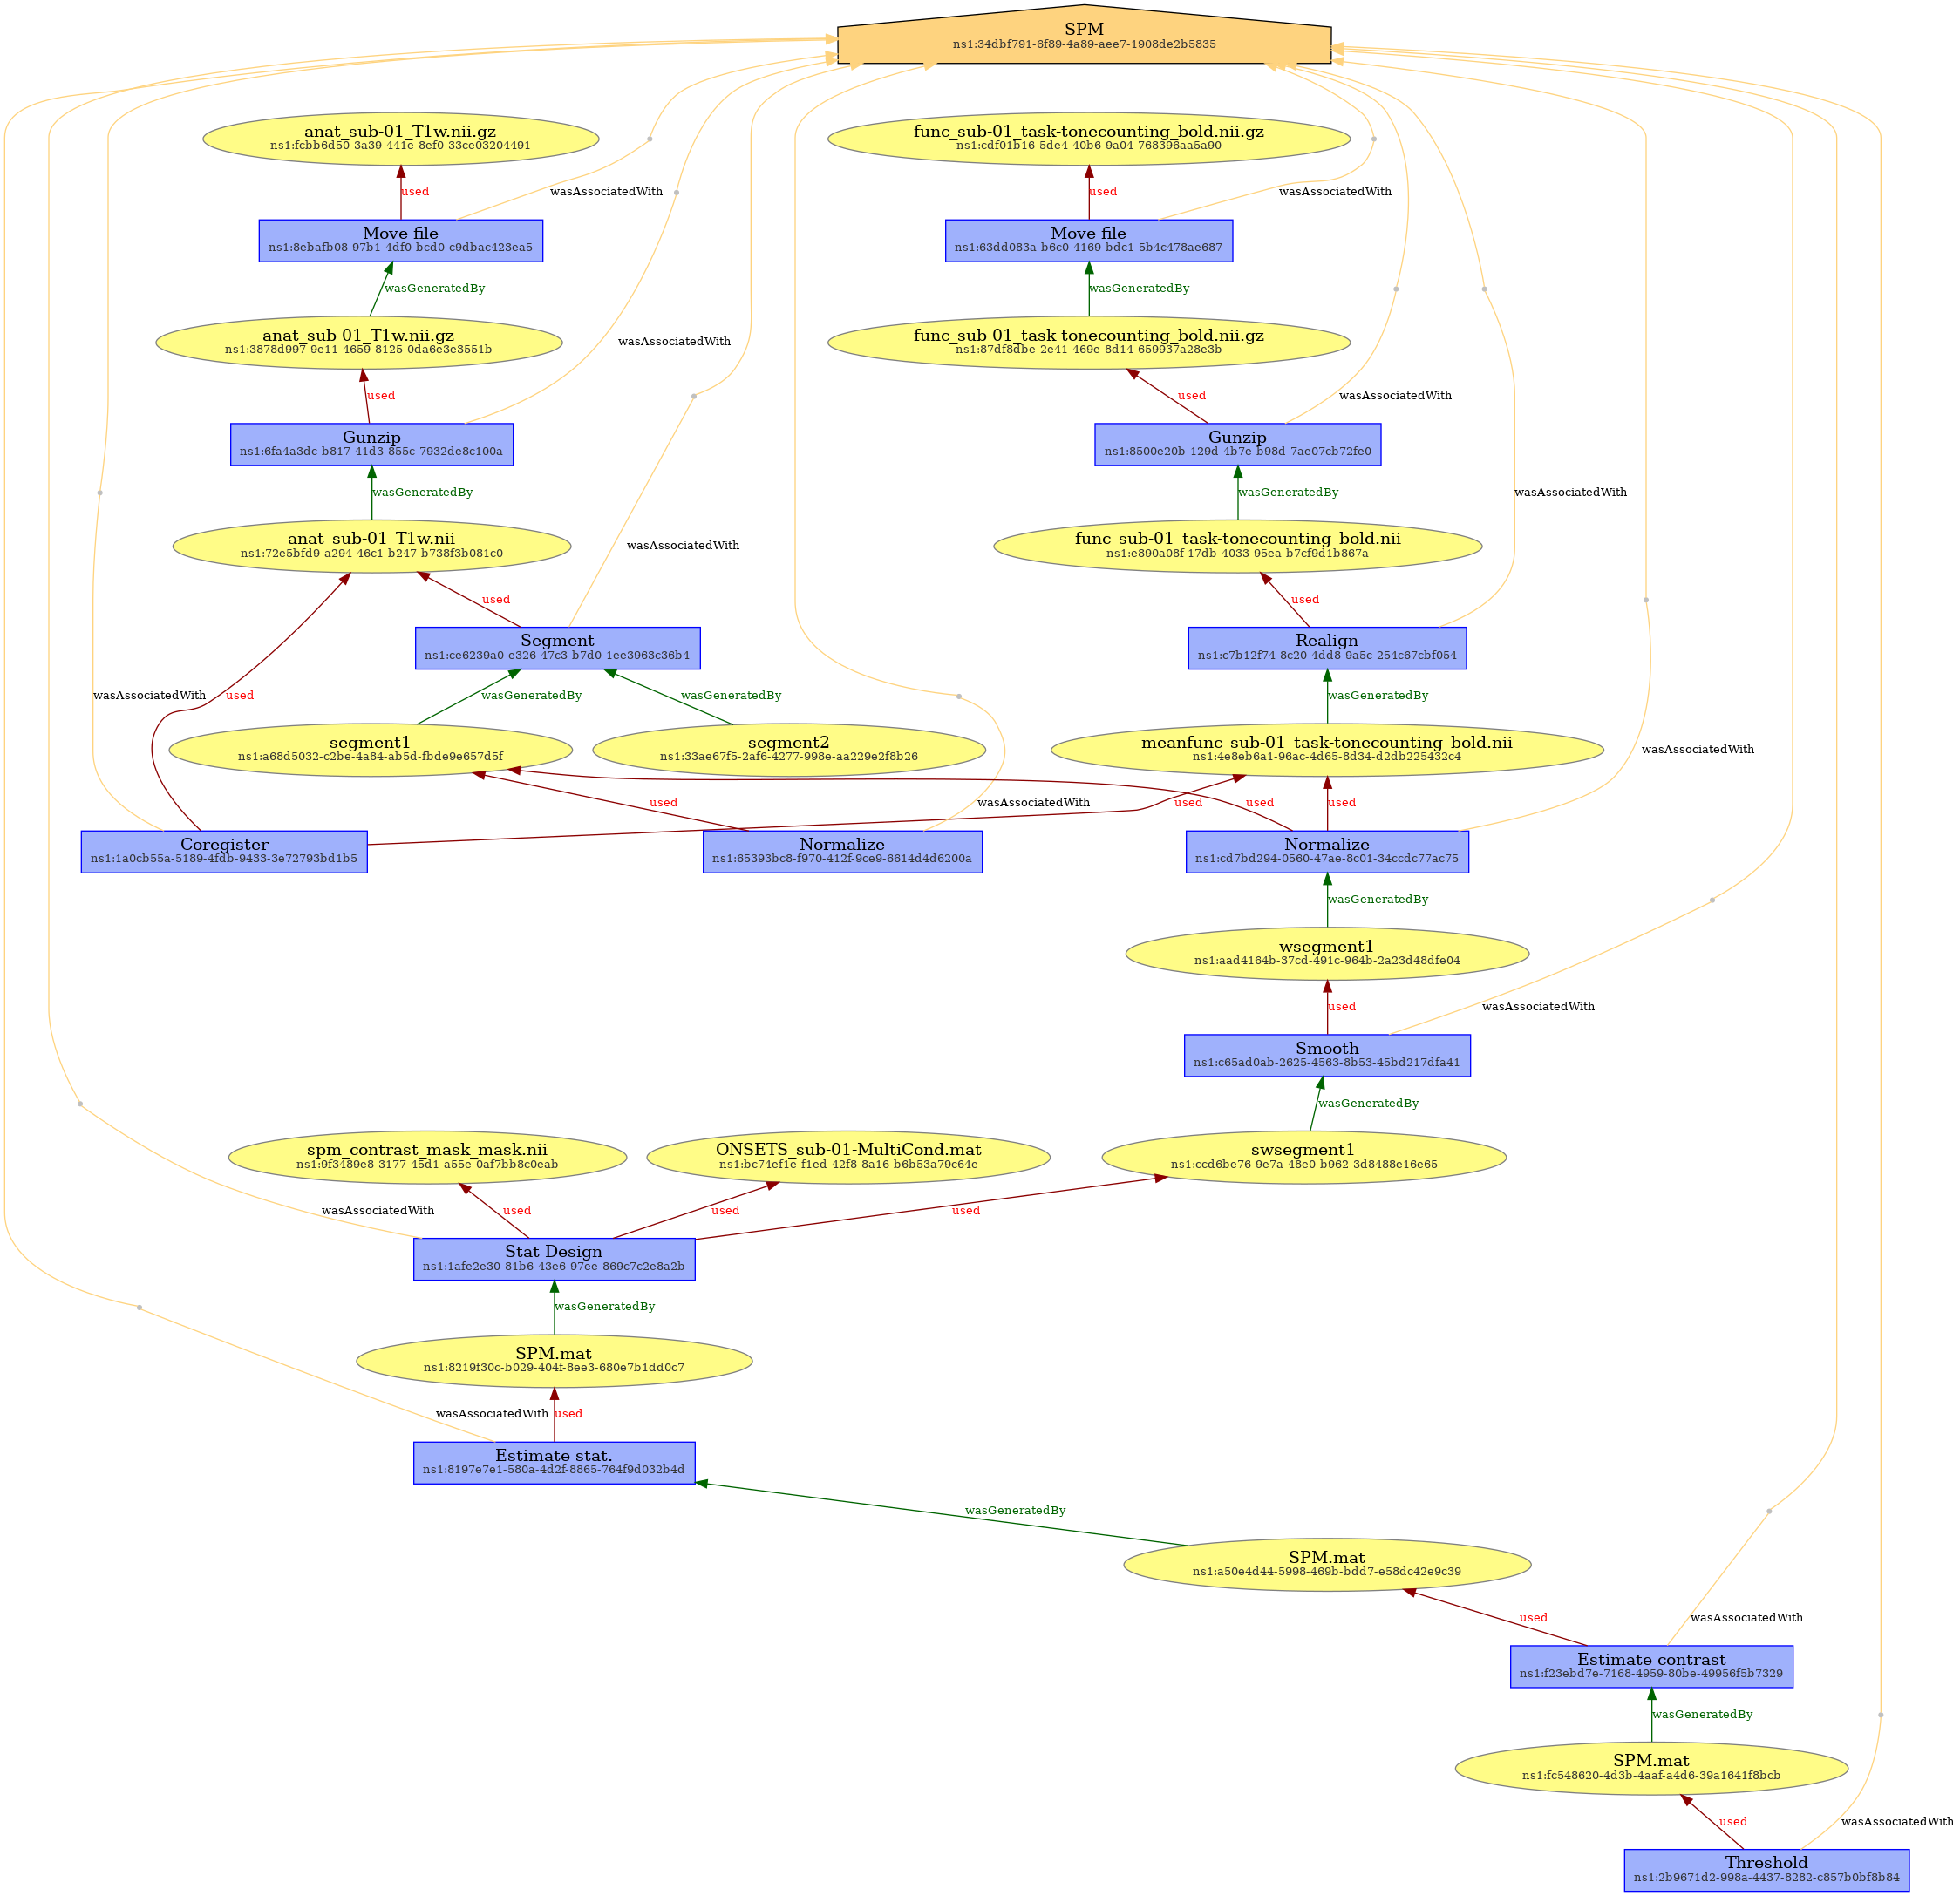 SPM
ns1:34dbf791-6f89-4a89-aee7-1908de2b5835
anat_sub-01_T1w.nii.gz
ns1:fcbb6d50-3a39-441e-8ef0-33ce03204491
func_sub-01_task-tonecounting_bold.nii.gz
ns1:cdf01b16-5de4-40b6-9a04-768396aa5a90
used
wasAssociatedWith
used
wasAssociatedWith
Move file
ns1:8ebafb08-97b1-4df0-bcd0-c9dbac423ea5
Move file
ns1:63dd083a-b6c0-4169-bdc1-5b4c478ae687
wasGeneratedBy
wasGeneratedBy
anat_sub-01_T1w.nii.gz
ns1:3878d997-9e11-4659-8125-0da6e3e3551b
wasAssociatedWith
func_sub-01_task-tonecounting_bold.nii.gz
ns1:87df8dbe-2e41-469e-8d14-659937a28e3b
used
used
wasAssociatedWith
Gunzip
ns1:6fa4a3dc-b817-41d3-855c-7932de8c100a
Gunzip
ns1:8500e20b-129d-4b7e-b98d-7ae07cb72fe0
wasGeneratedBy
wasGeneratedBy
wasAssociatedWith
anat_sub-01_T1w.nii
ns1:72e5bfd9-a294-46c1-b247-b738f3b081c0
wasAssociatedWith
func_sub-01_task-tonecounting_bold.nii
ns1:e890a08f-17db-4033-95ea-b7cf9d1b867a
used
used
Segment
ns1:ce6239a0-e326-47c3-b7d0-1ee3963c36b4
Realign
ns1:c7b12f74-8c20-4dd8-9a5c-254c67cbf054
wasAssociatedWith
used
wasGeneratedBy
wasGeneratedBy
wasGeneratedBy
segment1
ns1:a68d5032-c2be-4a84-ab5d-fbde9e657d5f
segment2
ns1:33ae67f5-2af6-4277-998e-aa229e2f8b26
meanfunc_sub-01_task-tonecounting_bold.nii
ns1:4e8eb6a1-96ac-4d65-8d34-d2db225432c4
wasAssociatedWith
used
wasAssociatedWith
used
used
used
Coregister
ns1:1a0cb55a-5189-4fdb-9433-3e72793bd1b5
Normalize
ns1:65393bc8-f970-412f-9ce9-6614d4d6200a
Normalize
ns1:cd7bd294-0560-47ae-8c01-34ccdc77ac75
wasGeneratedBy
wsegment1
ns1:aad4164b-37cd-491c-964b-2a23d48dfe04
used
wasAssociatedWith
Smooth
ns1:c65ad0ab-2625-4563-8b53-45bd217dfa41
wasGeneratedBy
spm_contrast_mask_mask.nii
ns1:9f3489e8-3177-45d1-a55e-0af7bb8c0eab
ONSETS_sub-01-MultiCond.mat
ns1:bc74ef1e-f1ed-42f8-8a16-b6b53a79c64e
swsegment1
ns1:ccd6be76-9e7a-48e0-b962-3d8488e16e65
wasAssociatedWith
used
used
used
Stat Design
ns1:1afe2e30-81b6-43e6-97ee-869c7c2e8a2b
wasGeneratedBy
SPM.mat
ns1:8219f30c-b029-404f-8ee3-680e7b1dd0c7
wasAssociatedWith
used
Estimate stat.
ns1:8197e7e1-580a-4d2f-8865-764f9d032b4d
wasGeneratedBy
SPM.mat
ns1:a50e4d44-5998-469b-bdd7-e58dc42e9c39
used
wasAssociatedWith
Estimate contrast
ns1:f23ebd7e-7168-4959-80be-49956f5b7329
wasGeneratedBy
SPM.mat
ns1:fc548620-4d3b-4aaf-a4d6-39a1641f8bcb
used
wasAssociatedWith
Threshold
ns1:2b9671d2-998a-4437-8282-c857b0bf8b84